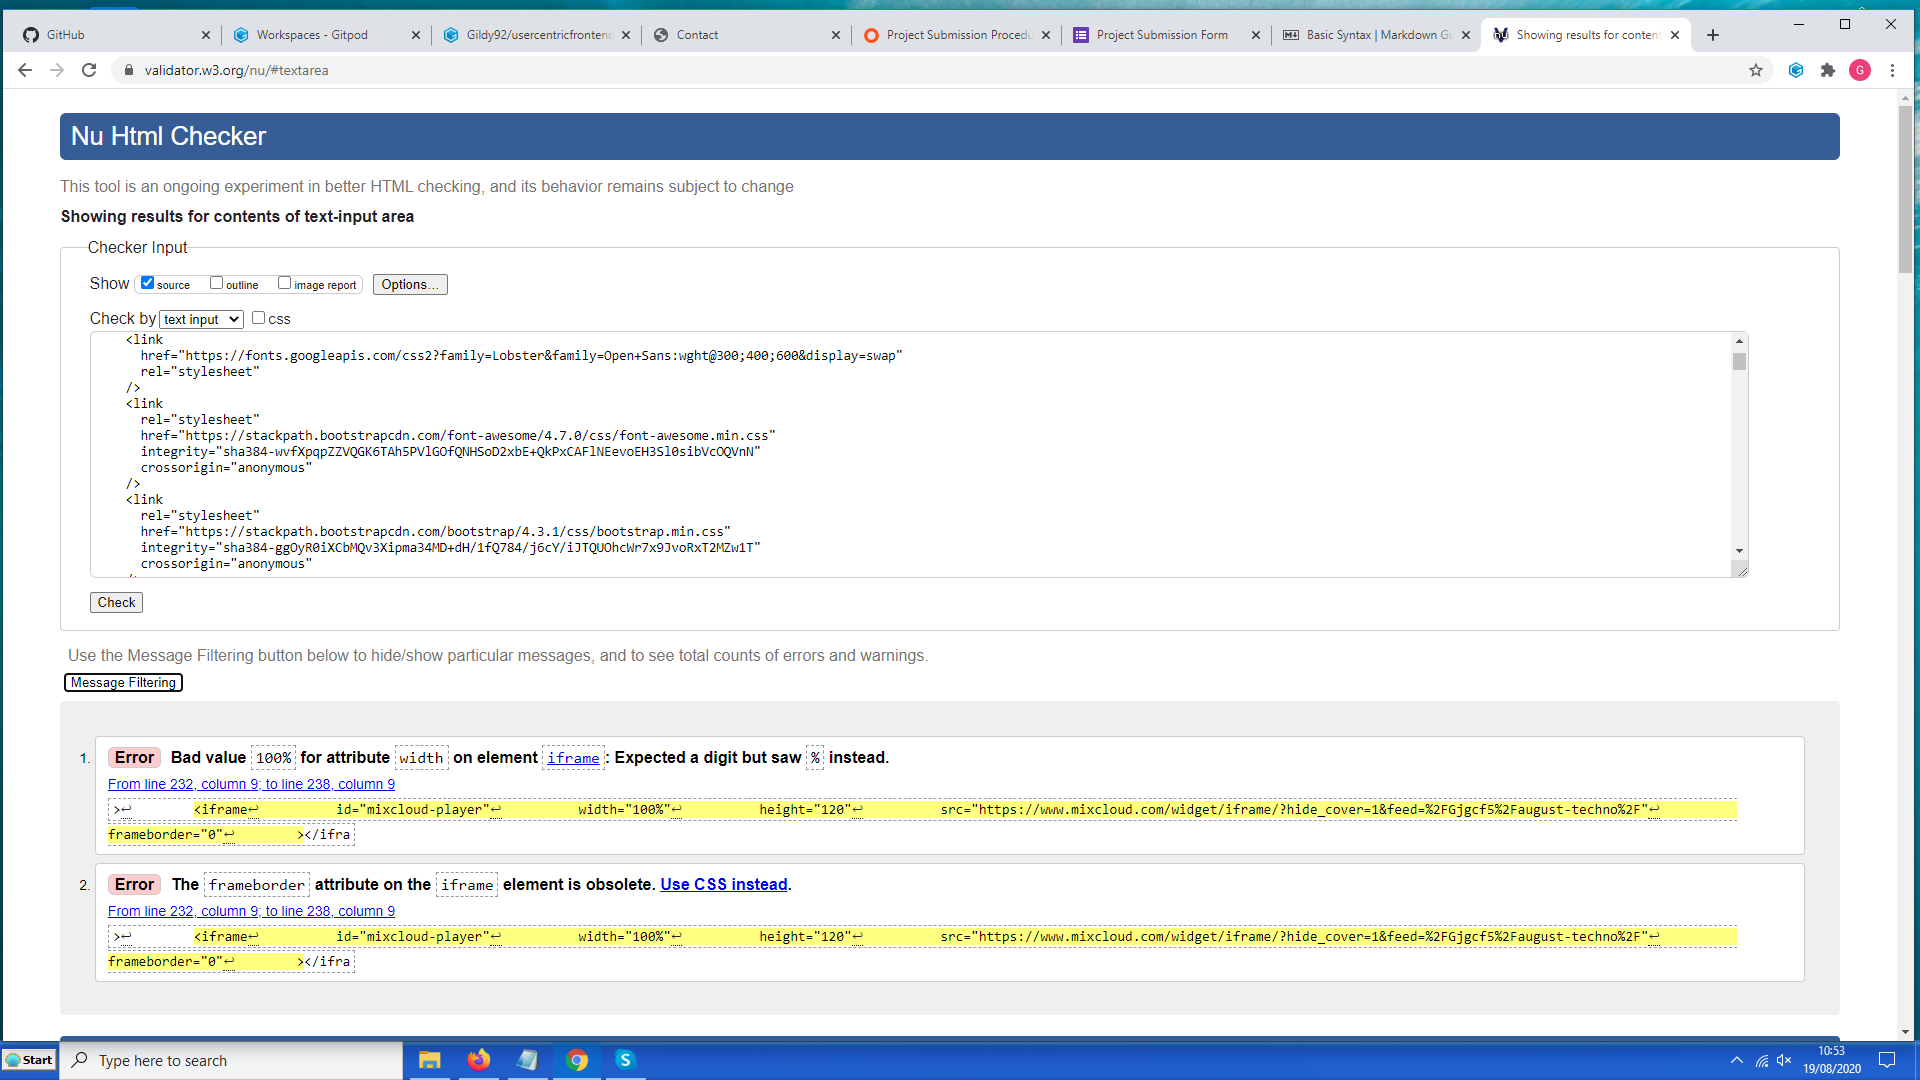 GitHub
Workspaces - Gitpod
Gildy92/usercentricfrontend
Contact
Project Submission Procedu
Project Submission Form
Basic Syntax | Markdown Gu
Showing results for content
validator.w3.org/nu/#textarea
G
Nu Html Checker
This tool is an ongoing experiment in better HTML checking, and its behavior remains subject to change
Showing results for contents of text-input area
Checker Input
Show source outline image report Options...
Check by text input css
<link
href="https://fonts.googleapis.com/css2?family=Lobster&family=Open+Sans:wght@300;400;600&display=swap"
rel="stylesheet"
/>
<link
rel="stylesheet"
href="https://stackpath.bootstrapcdn.com/font-awesome/4.7.0/css/font-awesome.min.css"
integrity="sha384-wvfXpqpZZVQGK6TAh5PVlGOfQNHSoD2xbE+QkPxCAFlNEevoEH3Sl0sibVcOQVnN"
crossorigin="anonymous"
/>
<link
rel="stylesheet"
href="https://stackpath.bootstrapcdn.com/bootstrap/4.3.1/css/bootstrap.min.css"
integrity="sha384-ggOyR0iXCbMQv3Xipma34MD+dH/1fQ784/j6cY/iJTQUOhcWr7x9JvoRxT2MZw1T"
crossorigin="anonymous"
Check
Use the Message Filtering button below to hide/show particular messages, and to see total counts of errors and warnings.
Message Filtering
1. Error Bad value 100% for attribute width on element iframe: Expected a digit but saw % instead.
From line 232, column 9; to line 238, column 9
>↩ <iframe↩ id="mixcloud-player"↩ width="100%"↩ height="120"↩ src="https://www.mixcloud.com/widget/iframe/?hide_cover=1&feed=%2FGjgcf5%2Faugust-techno%2F"↩
frameborder="0"↩ ></ifra
2. Error The frameborder attribute on the iframe element is obsolete. Use CSS instead.
From line 232, column 9; to line 238, column 9
>↩ <iframe↩ id="mixcloud-player"↩ width="100%"↩ height="120"↩ src="https://www.mixcloud.com/widget/iframe/?hide_cover=1&feed=%2FGjgcf5%2Faugust-techno%2F"↩
frameborder="0"↩ ></ifra
Start
Type here to search
S
10:53
19/08/2020